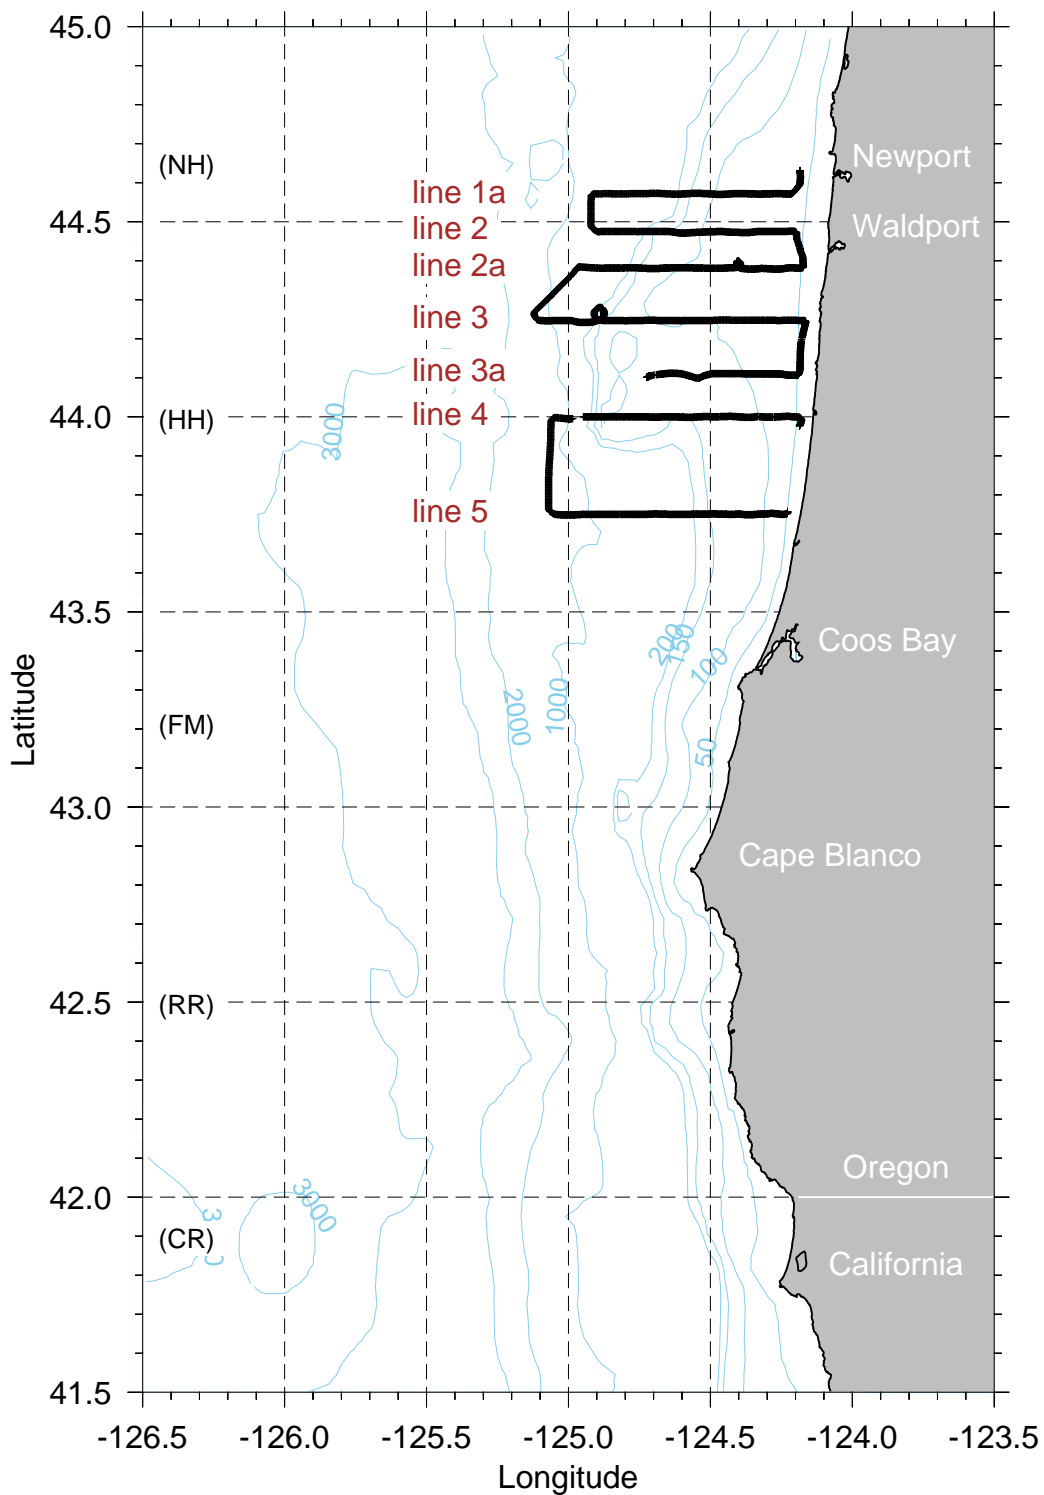 45.0
(NH)
Newport
line 1a
44.5
line 2
Waldport
line 2a
line 3
line 3a
44.0
(HH)
3000
line 4
line 5
43.5
200
150
100
Coos Bay
Latitude
(FM)
2000
1000
50
43.0
Cape Blanco
42.5
(RR)
Oregon
42.0
3000
(CR)
California
41.5
-126.5 -126.0 -125.5 -125.0 -124.5 -124.0 -123.5
Longitude